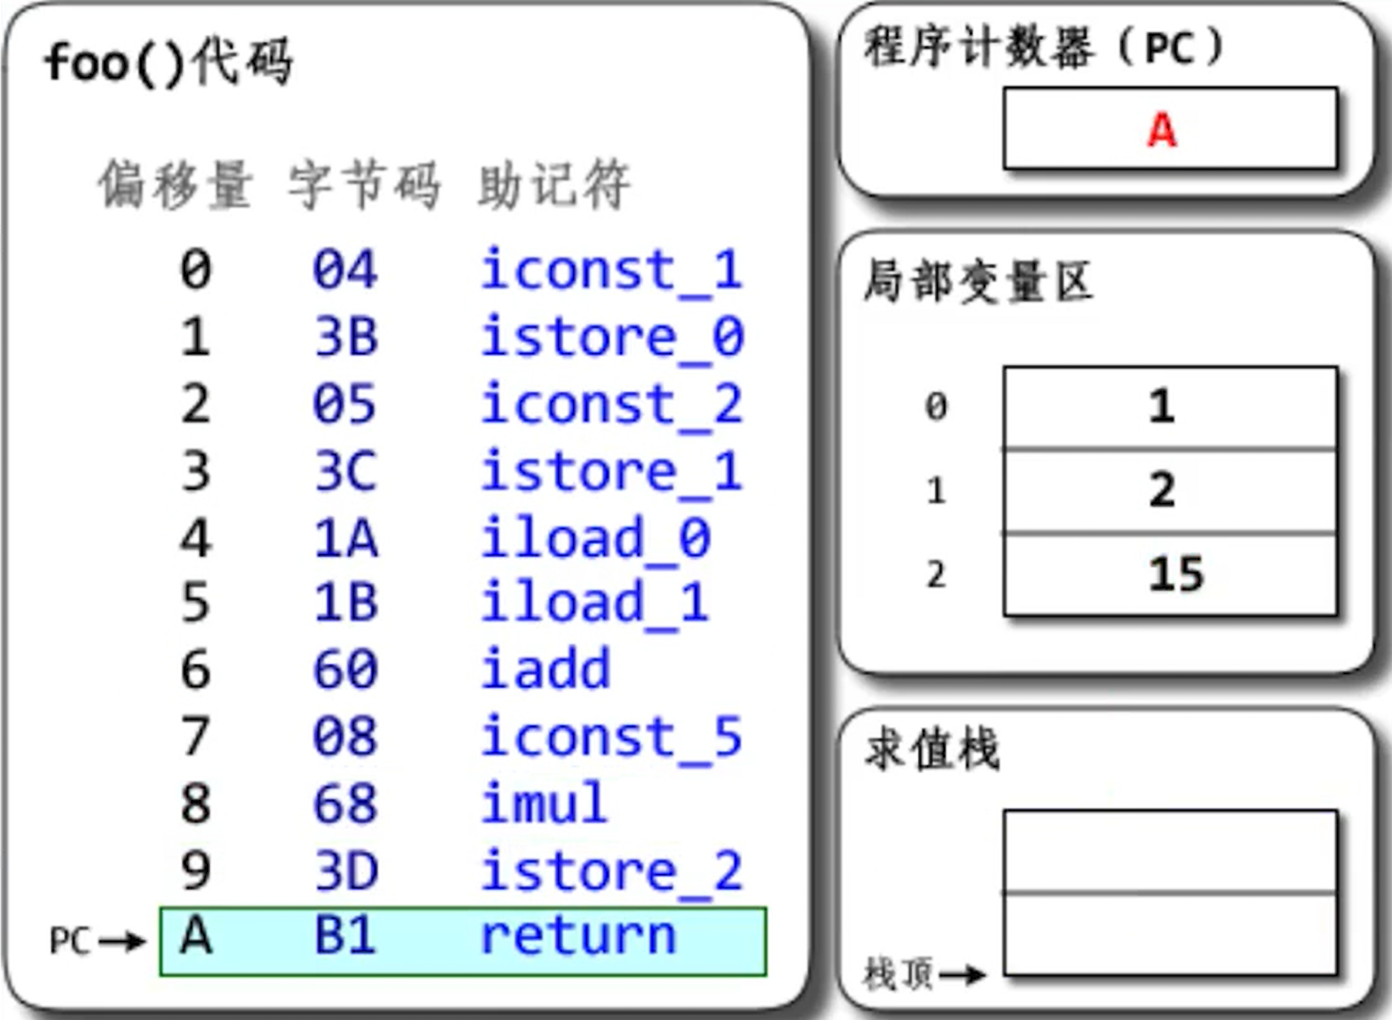 foo()代码
偏移量 字节码 助记符
0 04 iconst_1
1 3B istore_0
2 05 iconst_2
3 3C istore_1
4 1A iload_0
5 1B iload_1
6 60 iadd
7 08 iconst_5
8 68 imul
9 3D istore_2
PC→ A B1 return
程序计数器（PC）
A
局部变量区
0 1
1 2
2 15
求值栈
栈顶→